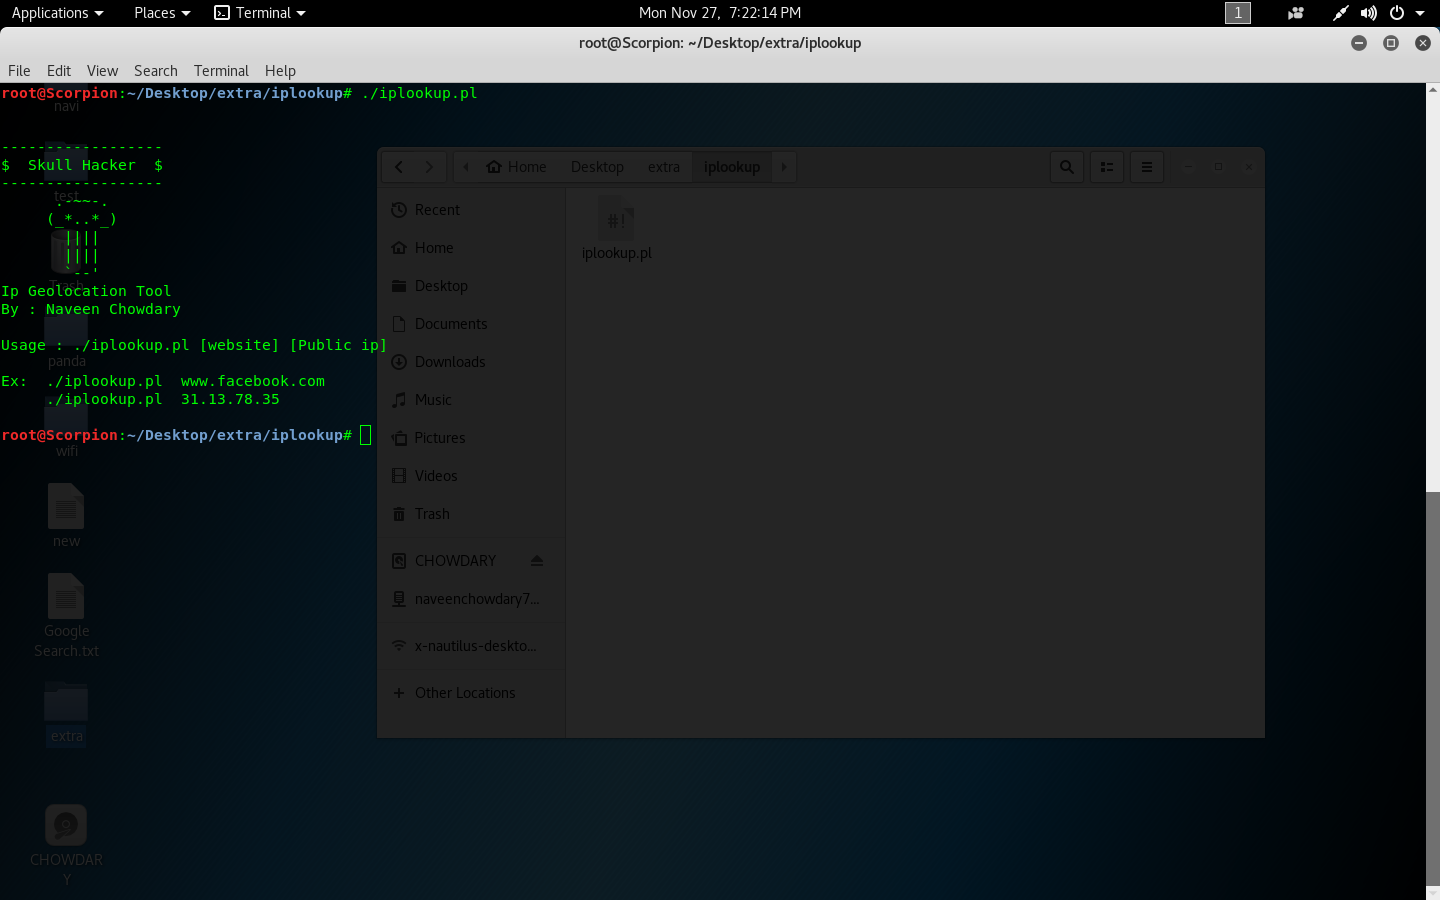 Applications Places Terminal Mon Nov 27, 7:22:14 PM 1
root@Scorpion: ~/Desktop/extra/iplookup
File Edit View Search Terminal Help
root@Scorpion:~/Desktop/extra/iplookup# ./iplookup.pl
------------------
$  Skull Hacker  $
------------------
.-~~-.
(_*..*_)
||||
||||
`--'
Ip Geolocation Tool
By : Naveen Chowdary
Usage : ./iplookup.pl [website] [Public ip]
Ex:  ./iplookup.pl  www.facebook.com
./iplookup.pl  31.13.78.35
root@Scorpion:~/Desktop/extra/iplookup#
navi
test
Trash
panda
wifi
new
Google
Search.txt
extra
CHOWDAR
Y
Home Desktop extra iplookup
Recent
Home
Desktop
Documents
Downloads
Music
Pictures
Videos
Trash
CHOWDARY
naveenchowdary7...
x-nautilus-deskto...
Other Locations
#!
iplookup.pl